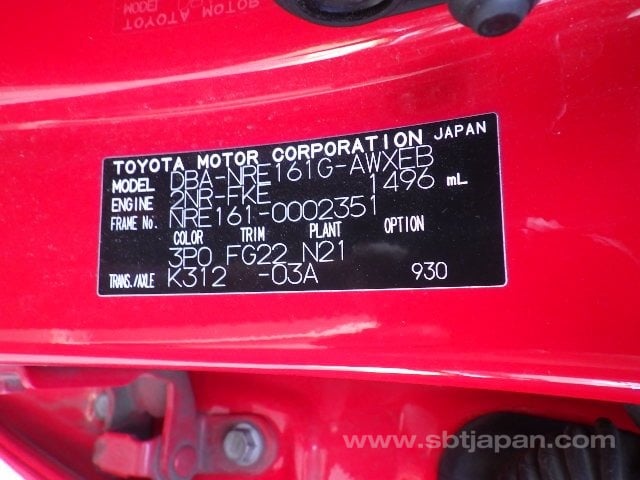 TOYOTA MOTOR CORPORATION JAPAN
MODEL DBA-NRE161G-AWXEB
ENGINE 2NR-FKE 1496 mL
FRAME No. NRE161-0002351
COLOR TRIM PLANT OPTION
3P0 FG22 N21
TRANS./AXLE K312 -03A 930
www.sbtjapan.com